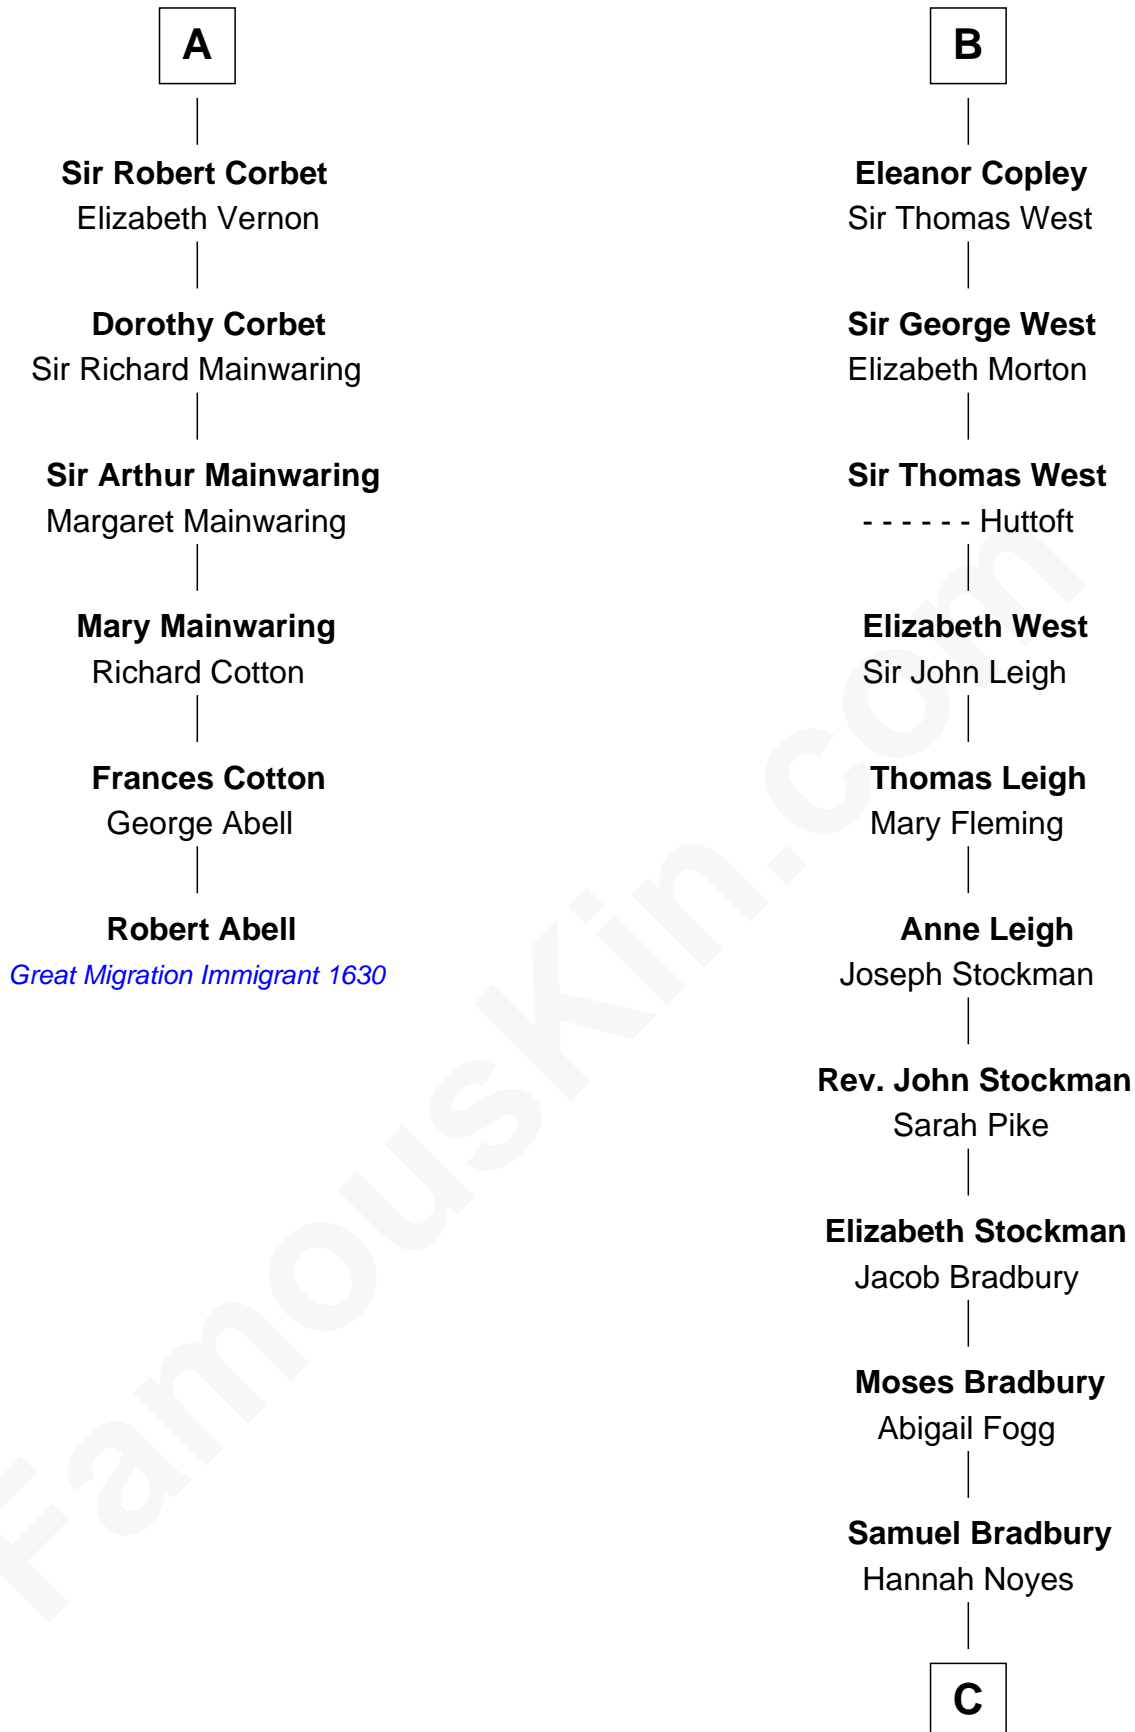 A
Sir Robert Corbet
Elizabeth Vernon
Dorothy Corbet
Sir Richard Mainwaring
Sir Arthur Mainwaring
Margaret Mainwaring
Mary Mainwaring
Richard Cotton
Frances Cotton
George Abell
Robert Abell
Great Migration Immigrant 1630
B
Eleanor Copley
Sir Thomas West
Sir George West
Elizabeth Morton
Sir Thomas West
- - - - - - Huttoft
Elizabeth West
Sir John Leigh
Thomas Leigh
Mary Fleming
Anne Leigh
Joseph Stockman
Rev. John Stockman
Sarah Pike
Elizabeth Stockman
Jacob Bradbury
Moses Bradbury
Abigail Fogg
Samuel Bradbury
Hannah Noyes
C
FamousKin.com